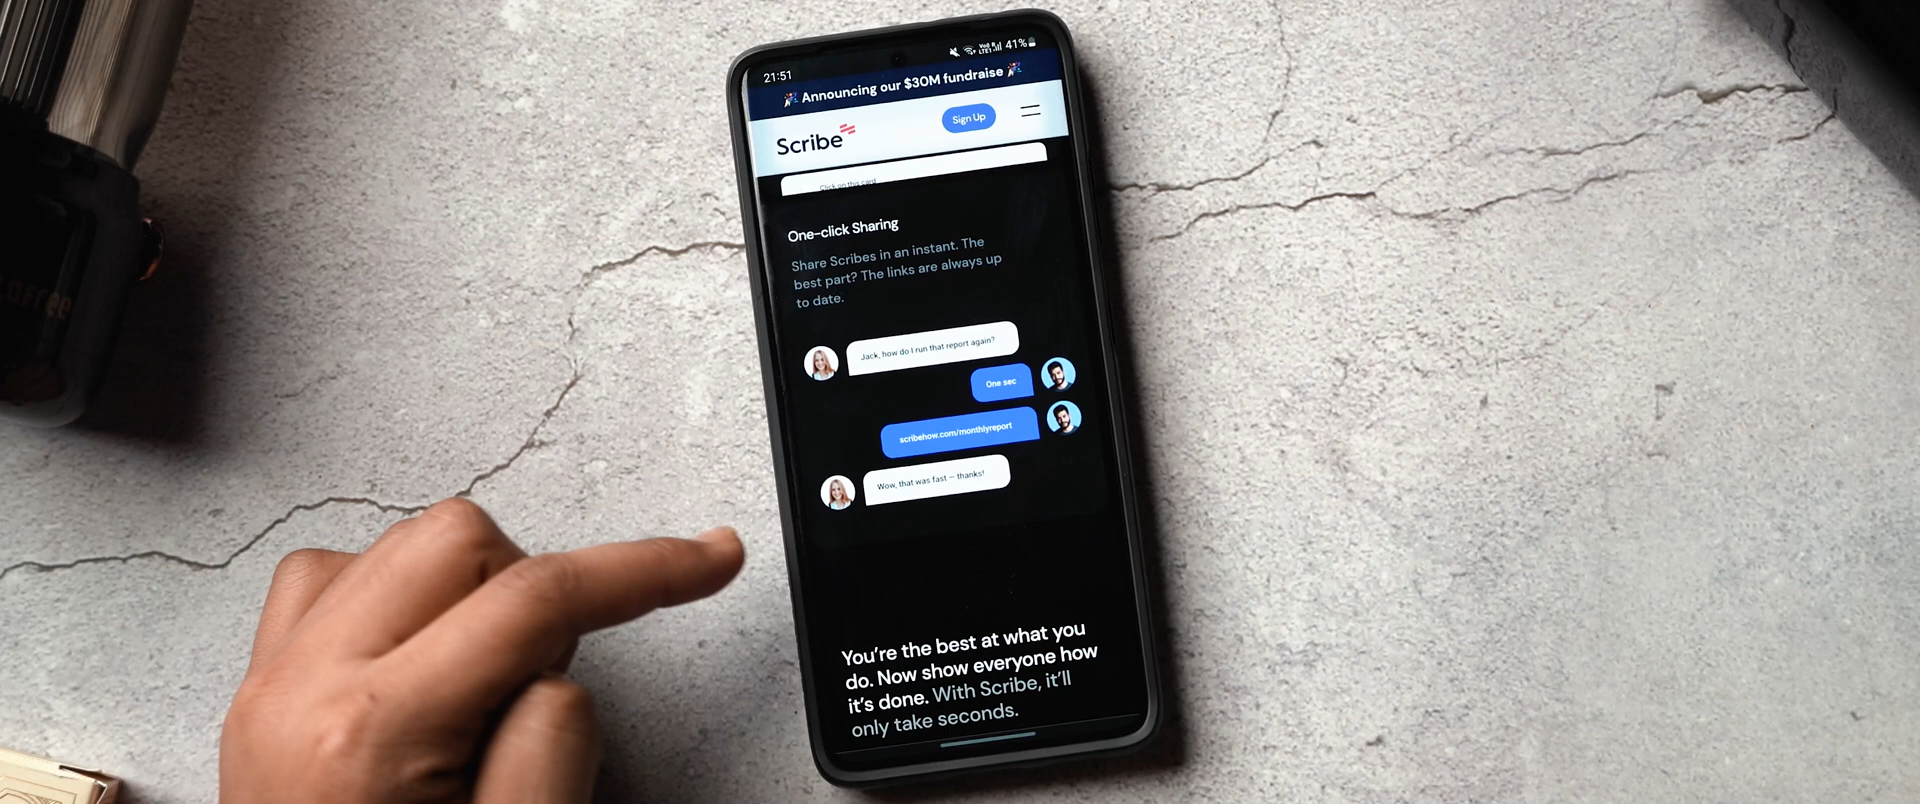 21:51
Vo)) R
LTE1
41%
Announcing our $30M fundraise
Scribe
Sign Up
Click on this card
One-click Sharing
Share Scribes in an instant. The
best part? The links are always up
to date.
Jack, how do I run that report again?
One sec
scribehow.com/monthlyreport
Wow, that was fast – thanks!
You're the best at what you
do. Now show everyone how
it's done. With Scribe, it'll
only take seconds.